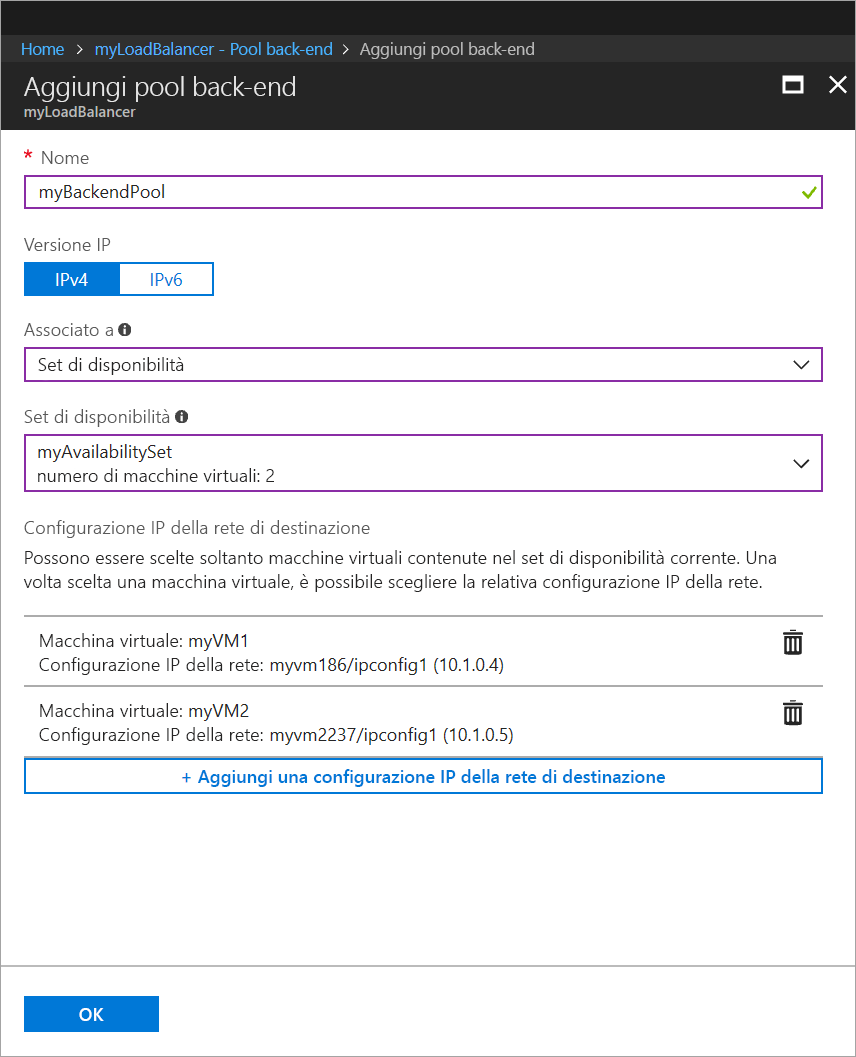 Home > myLoadBalancer - Pool back-end > Aggiungi pool back-end
Aggiungi pool back-end
myLoadBalancer
* Nome
myBackendPool
Versione IP
IPv4 IPv6
Associato a
Set di disponibilità
Set di disponibilità
myAvailabilitySet
numero di macchine virtuali: 2
Configurazione IP della rete di destinazione
Possono essere scelte soltanto macchine virtuali contenute nel set di disponibilità corrente. Una
volta scelta una macchina virtuale, è possibile scegliere la relativa configurazione IP della rete.
Macchina virtuale: myVM1
Configurazione IP della rete: myvm186/ipconfig1 (10.1.0.4)
Macchina virtuale: myVM2
Configurazione IP della rete: myvm2237/ipconfig1 (10.1.0.5)
+ Aggiungi una configurazione IP della rete di destinazione
OK